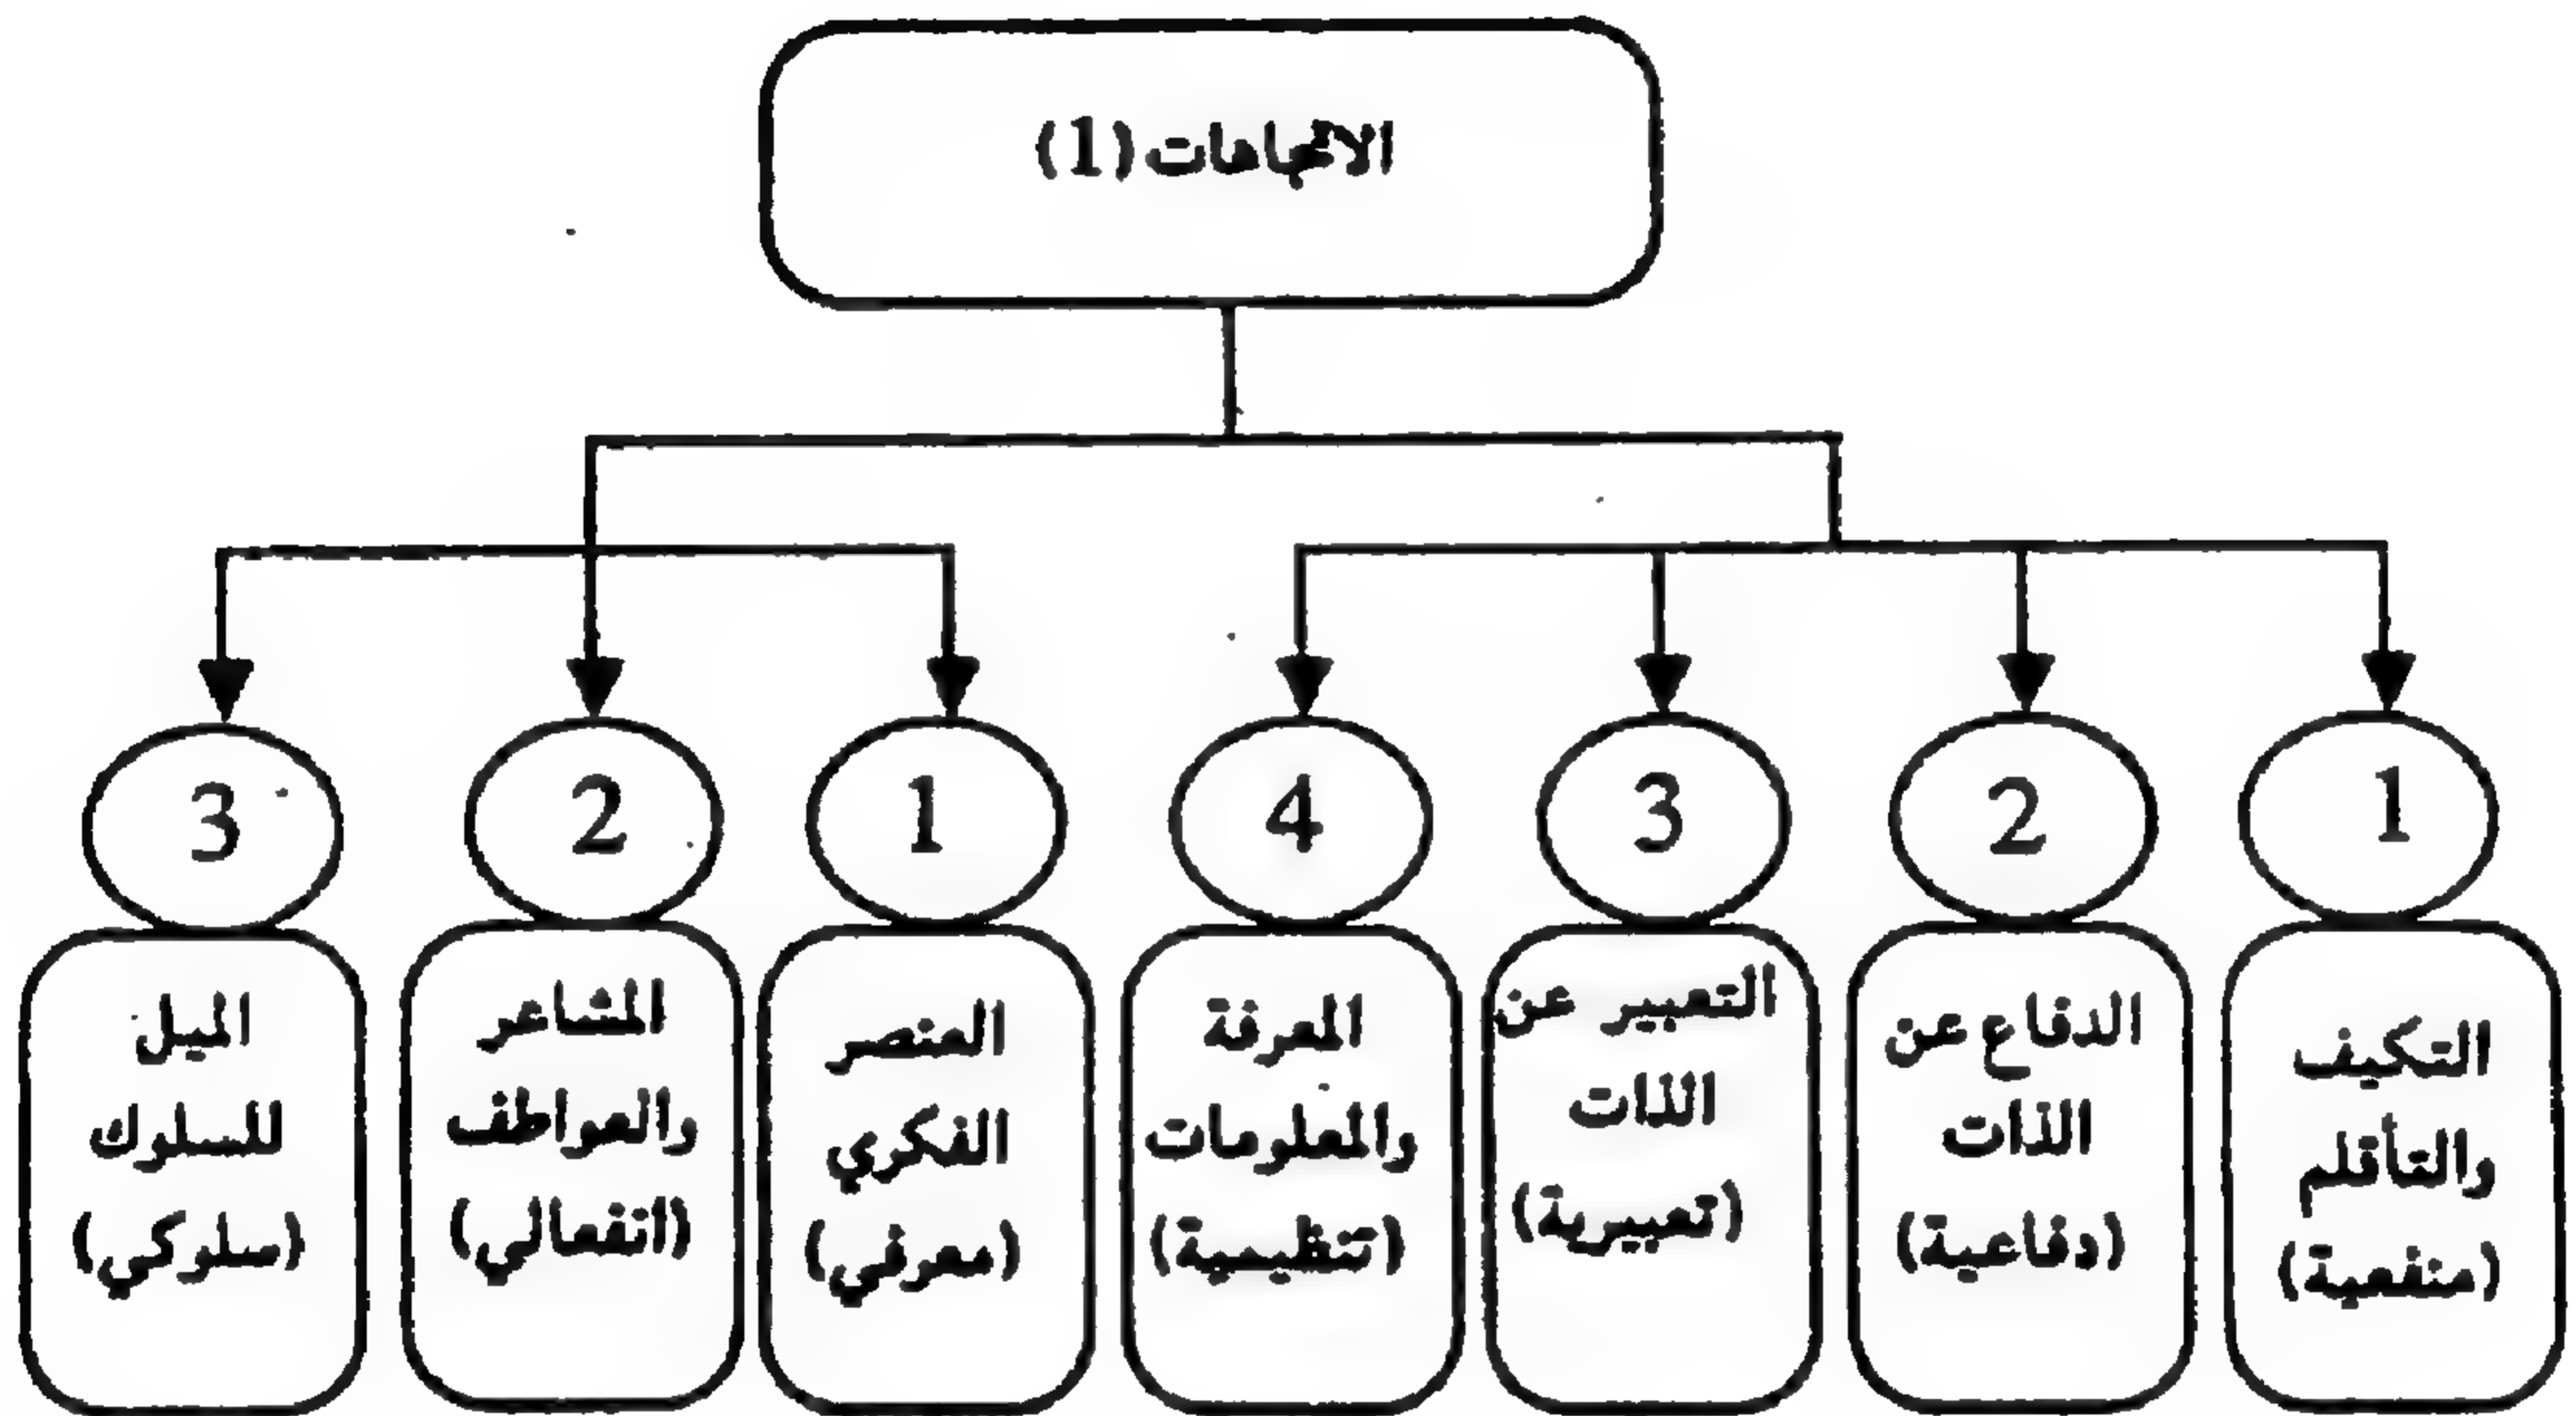 الاتجاهات (1)
1
التكيف
والتأقلم
(منفعية)
2
الدفاع عن
الذات
(دفاعية)
3
التعبير عن
الذات
(تعبيرية)
4
المعرفة
والمعلومات
(تنظيمية)
1
العنصر
الفكري
(معرفي)
2
المشاعر
والعواطف
(انفعالي)
3
الميل
للسلوك
(سلوكي)